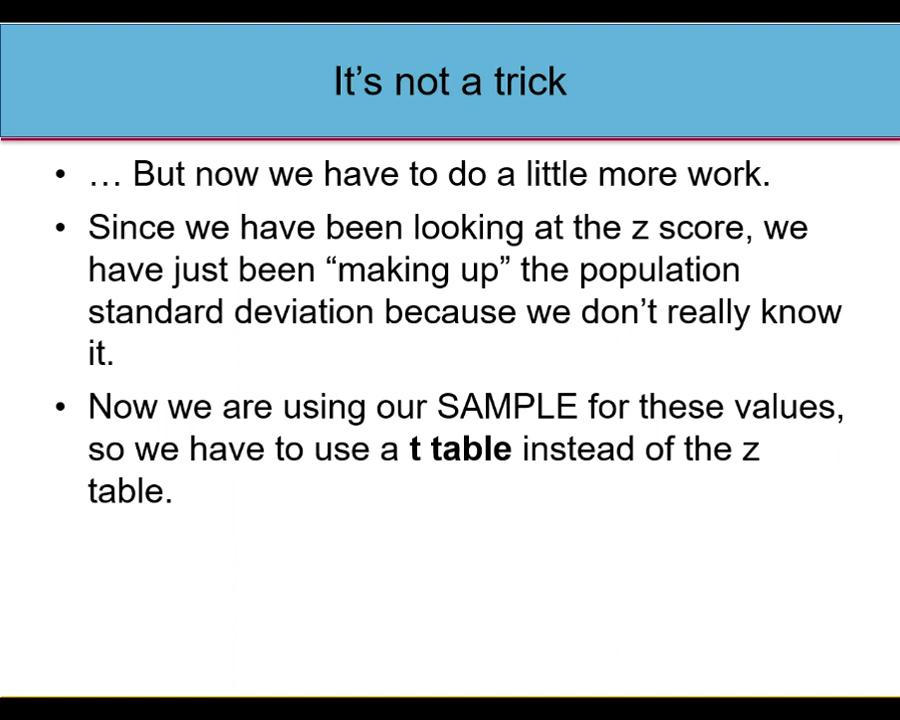 It’s not a trick
• … But now we have to do a little more work.
• Since we have been looking at the z score, we
have just been “making up” the population
standard deviation because we don’t really know
it.
• Now we are using our SAMPLE for these values,
so we have to use a t table instead of the z
table.